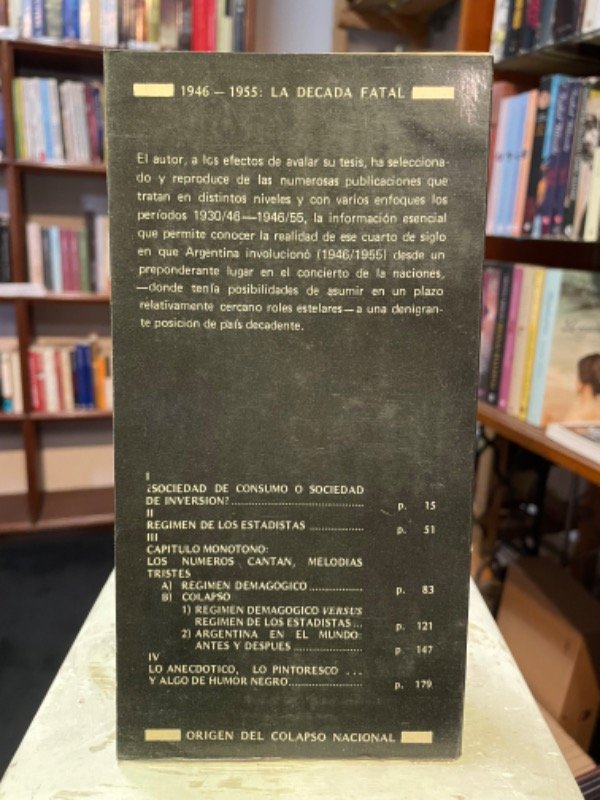 1946 — 1955: LA DECADA FATAL
El autor, a los efectos de avalar su tesis, ha selecciona-
do y reproduce de las numerosas publicaciones que
tratan en distintos niveles y con varios enfoques los
períodos 1930/46—1946/55, la información esencial
que permite conocer la realidad de ese cuarto de siglo
en que Argentina involucionó (1946/1955) desde un
preponderante lugar en el concierto de la naciones,
—donde tenía posibilidades de asumir en un plazo
relativamente cercano roles estelares—a una denigran-
te posición de país decadente.
I
¿SOCIEDAD DE CONSUMO O SOCIEDAD
DE INVERSION? .............................. p. 15
II
REGIMEN DE LOS ESTADISTAS .............. p. 51
III
CAPITULO MONOTONO:
LOS NUMEROS CANTAN, MELODIAS
TRISTES
A) REGIMEN DEMAGOGICO .............. p. 83
B) COLAPSO
1) REGIMEN DEMAGOGICO VERSUS
REGIMEN DE LOS ESTADISTAS ... p. 121
2) ARGENTINA EN EL MUNDO:
ANTES Y DESPUES ................. p. 147
IV
LO ANECDOTICO, LO PINTORESCO ...
Y ALGO DE HUMOR NEGRO.................. p. 179
ORIGEN DEL COLAPSO NACIONAL